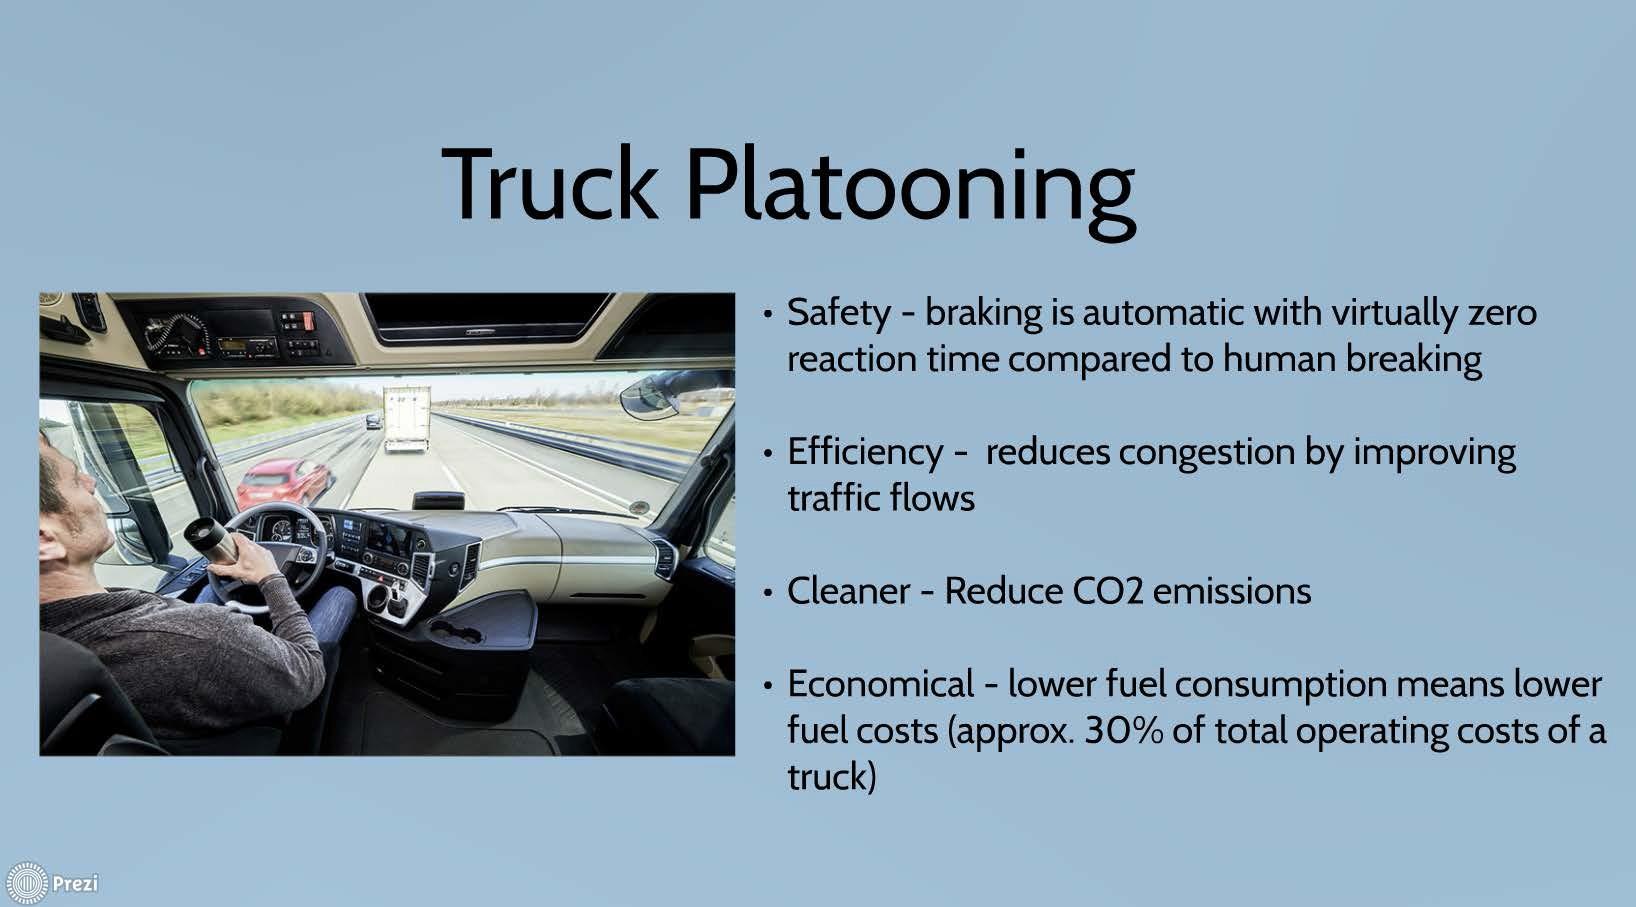 Truck Platooning
• Safety - braking is automatic with virtually zero
reaction time compared to human breaking
• Efficiency -  reduces congestion by improving
traffic flows
• Cleaner - Reduce CO2 emissions
• Economical - lower fuel consumption means lower
fuel costs (approx. 30% of total operating costs of a
truck)
Prezi